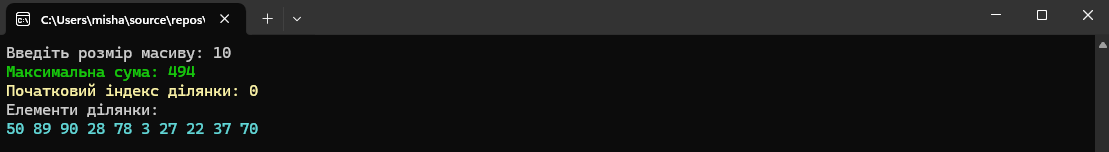 C:\Users\misha\source\repos\
Введіть розмір масиву: 10
Максимальна сума: 494
Початковий індекс ділянки: 0
Елементи ділянки:
50 89 90 28 78 3 27 22 37 70